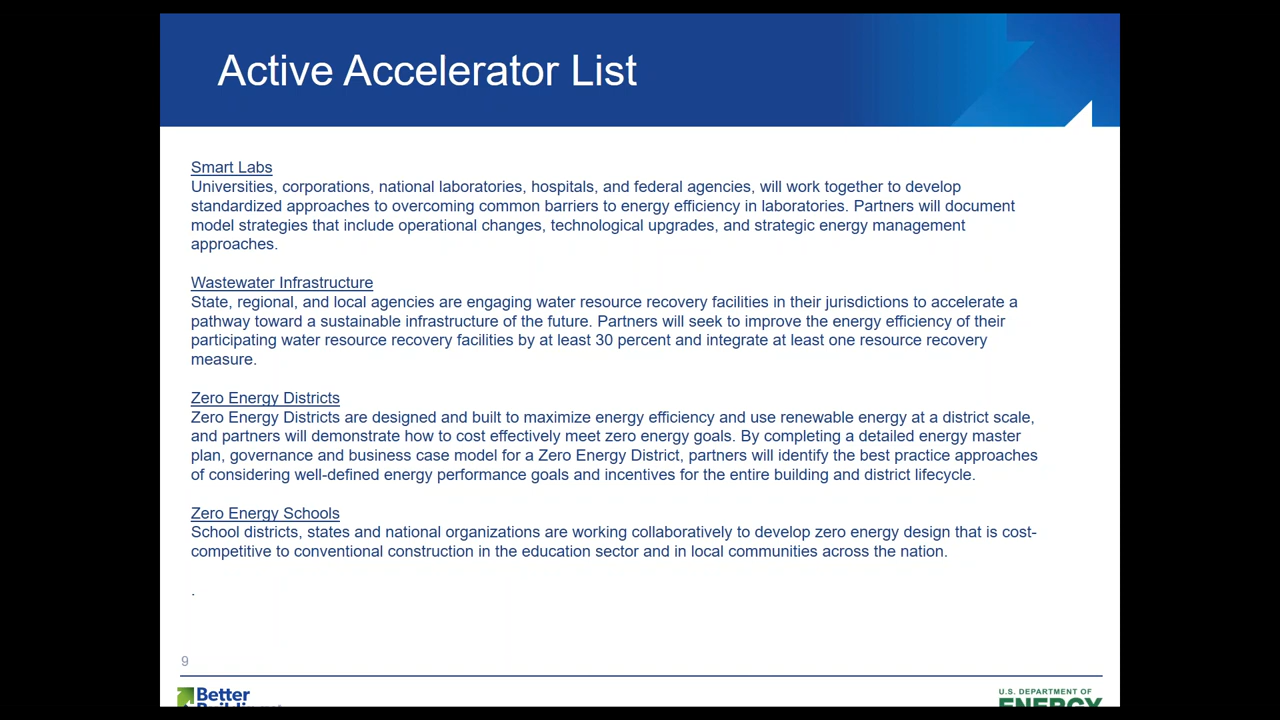 Active Accelerator List
Smart Labs
Universities, corporations, national laboratories, hospitals, and federal agencies, will work together to develop
standardized approaches to overcoming common barriers to energy efficiency in laboratories. Partners will document
model strategies that include operational changes, technological upgrades, and strategic energy management
approaches.
Wastewater Infrastructure
State, regional, and local agencies are engaging water resource recovery facilities in their jurisdictions to accelerate a
pathway toward a sustainable infrastructure of the future. Partners will seek to improve the energy efficiency of their
participating water resource recovery facilities by at least 30 percent and integrate at least one resource recovery
measure.
Zero Energy Districts
Zero Energy Districts are designed and built to maximize energy efficiency and use renewable energy at a district scale,
and partners will demonstrate how to cost effectively meet zero energy goals. By completing a detailed energy master
plan, governance and business case model for a Zero Energy District, partners will identify the best practice approaches
of considering well-defined energy performance goals and incentives for the entire building and district lifecycle.
Zero Energy Schools
School districts, states and national organizations are working collaboratively to develop zero energy design that is cost-
competitive to conventional construction in the education sector and in local communities across the nation.
.
9
Better
U.S. DEPARTMENT OF
ENERGY